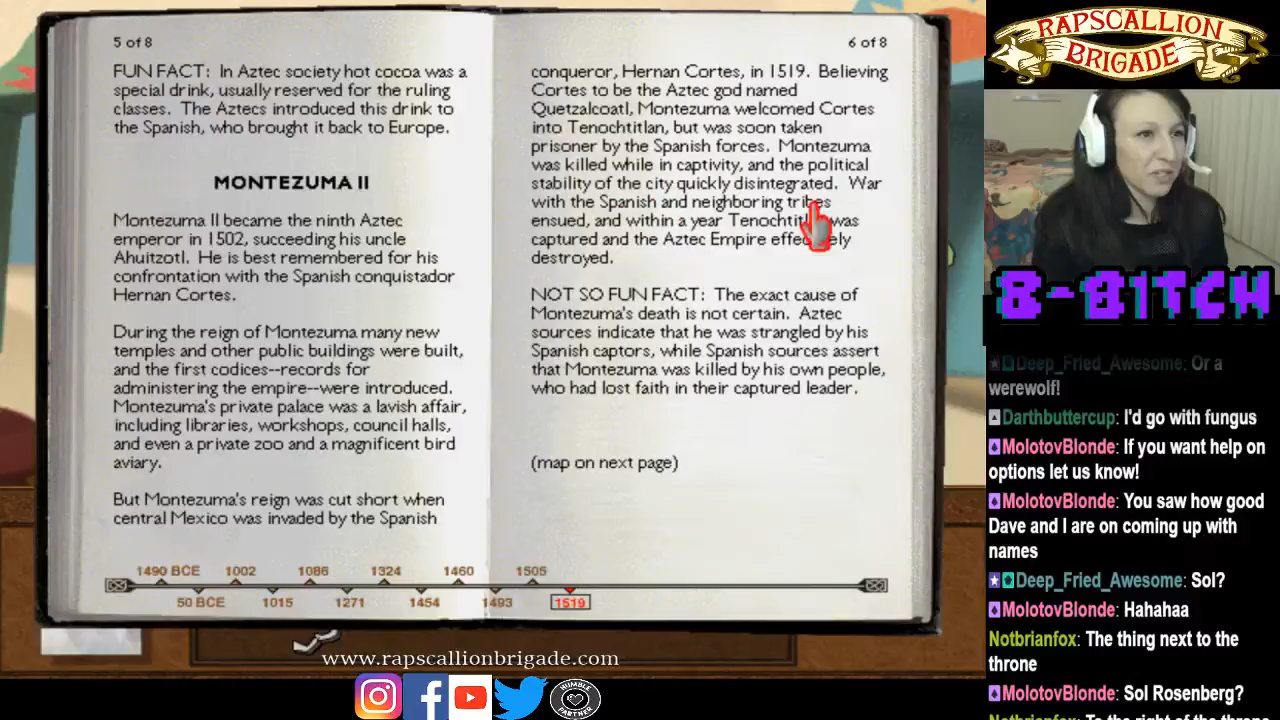 5 of 8
FUN FACT: In Aztec society hot cocoa was a
special drink, usually reserved for the ruling
classes. The Aztecs introduced this drink to
the Spanish, who brought it back to Europe.
MONTEZUMA II
Montezuma II became the ninth Aztec
emperor in 1502, succeeding his uncle
Ahuitzotl. He is best remembered for his
confrontation with the Spanish conquistador
Hernan Cortes.
During the reign of Montezuma many new
temples and other public buildings were built,
and the first codices--records for
administering the empire--were introduced.
Montezuma's private palace was a lavish affair,
including libraries, workshops, council halls,
and even a private zoo and a magnificent bird
aviary.
But Montezuma's reign was cut short when
central Mexico was invaded by the Spanish
6 of 8
conqueror, Hernan Cortes, in 1519. Believing
Cortes to be the Aztec god named
Quetzalcoatl, Montezuma welcomed Cortes
into Tenochtitlan, but was soon taken
prisoner by the Spanish forces. Montezuma
was killed while in captivity, and the political
stability of the city quickly disintegrated. War
with the Spanish and neighboring tribes
ensued, and within a year was
captured and the Aztec Empire
destroyed.
NOT SO FUN FACT: The exact cause of
Montezuma's death is not certain. Aztec
sources indicate that he was strangled by his
Spanish captors, while Spanish sources assert
that Montezuma was killed by his own people,
who had lost faith in their captured leader.
(map on next page)
1490 BCE 1002 1086 1324 1460 1505
50 BCE 1015 1271 1454 1493 1519
www.rapscallionbrigade.com
HUMBLE
PARTNER
RAPSCALLION
BRIGADE
8-BITCH
Deep_Fried_Awesome: Or a
werewolf!
Darthbuttercup: I'd go with fungus
MolotovBlonde: If you want help on
options let us know!
MolotovBlonde: You saw how good
Dave and I are on coming up with
names
Deep_Fried_Awesome: Sol?
MolotovBlonde: Hahahaa
Notbrianfox: The thing next to the
throne
MolotovBlonde: Sol Rosenberg?
Notbrianfox: To the right of the throne